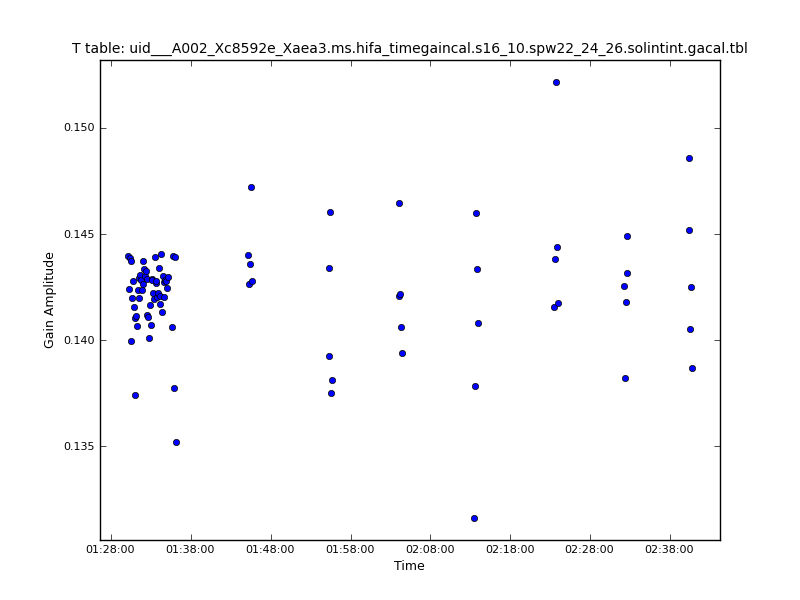 T table: uid___A002_Xc8592e_Xaea3.ms.hifa_timegaincal.s16_10.spw22_24_26.solintint.gacal.tbl
0.150
0.145
0.140
0.135
Gain Amplitude
01:28:00 01:38:00 01:48:00 01:58:00 02:08:00 02:18:00 02:28:00 02:38:00
Time